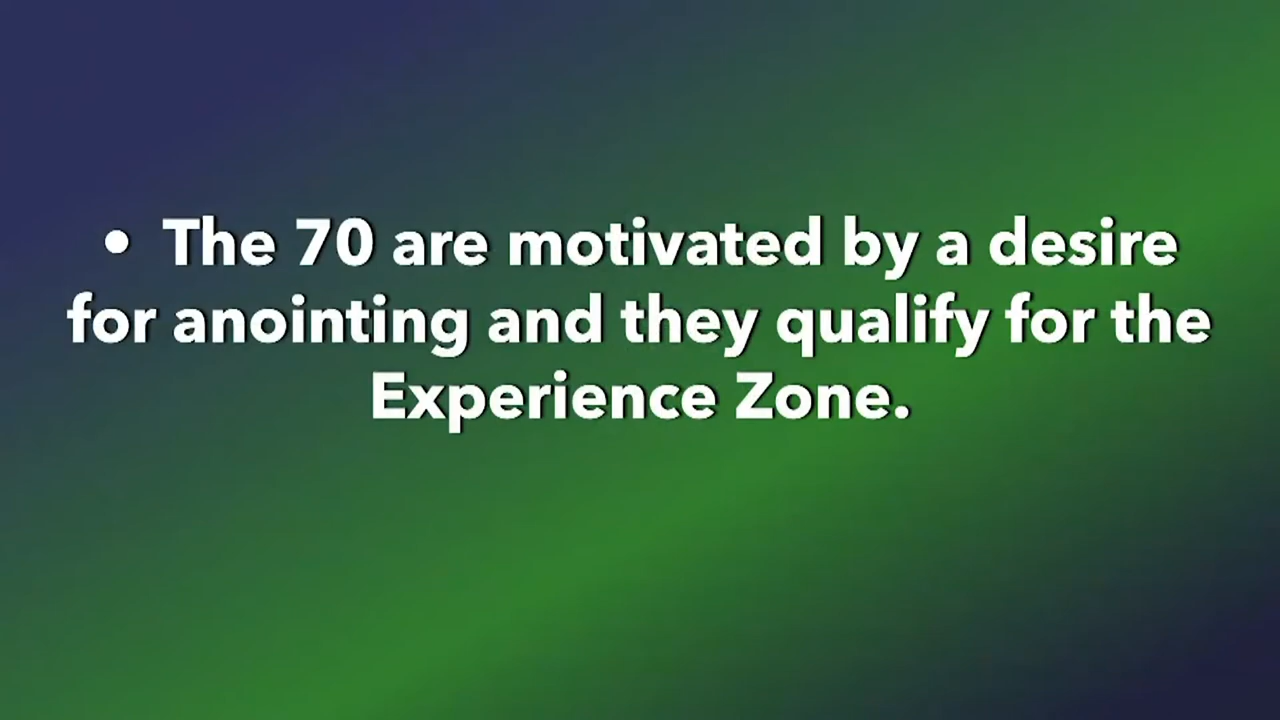 • The 70 are motivated by a desire
for anointing and they qualify for the
Experience Zone.